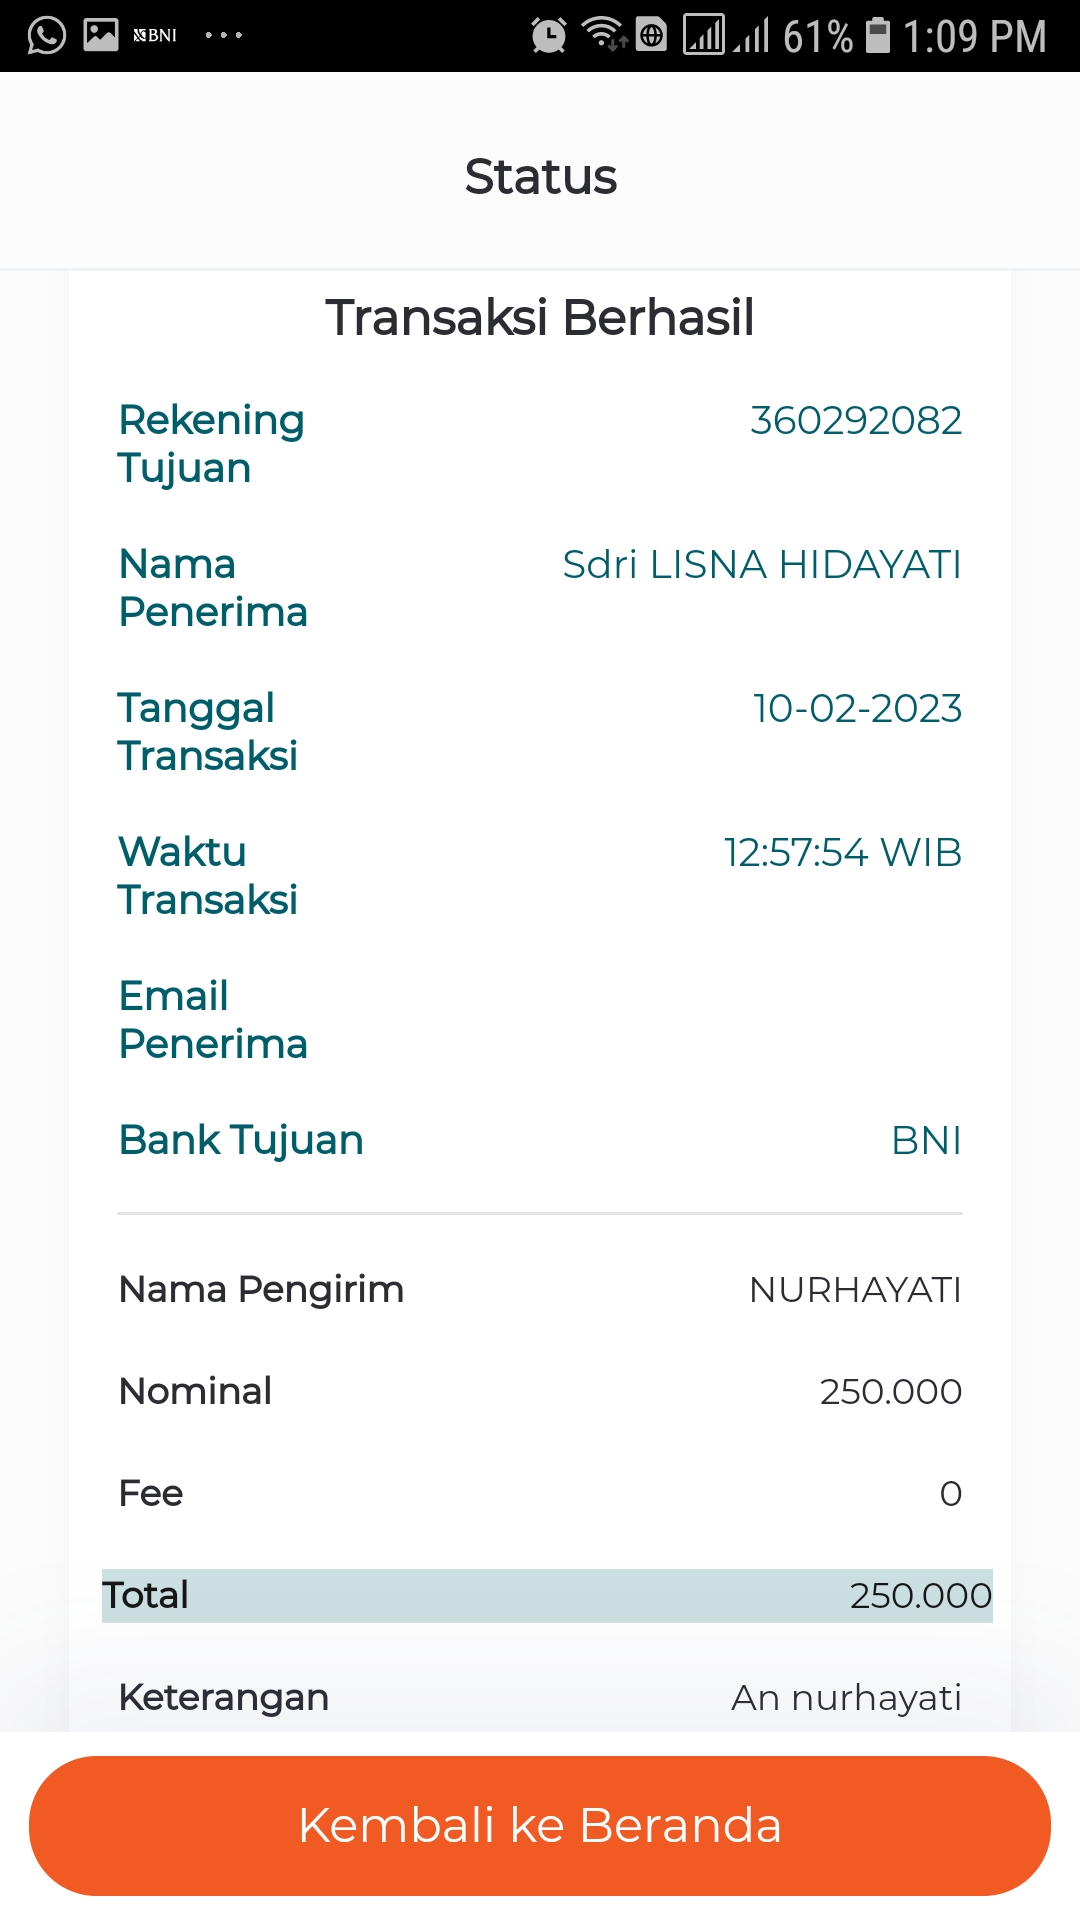 BNI 61% 1:09 PM
Status
Transaksi Berhasil
Rekening 360292082
Tujuan
Nama Sdri LISNA HIDAYATI
Penerima
Tanggal 10-02-2023
Transaksi
Waktu 12:57:54 WIB
Transaksi
Email
Penerima
Bank Tujuan BNI
Nama Pengirim NURHAYATI
Nominal 250.000
Fee 0
Total 250.000
Keterangan An nurhayati
Kembali ke Beranda